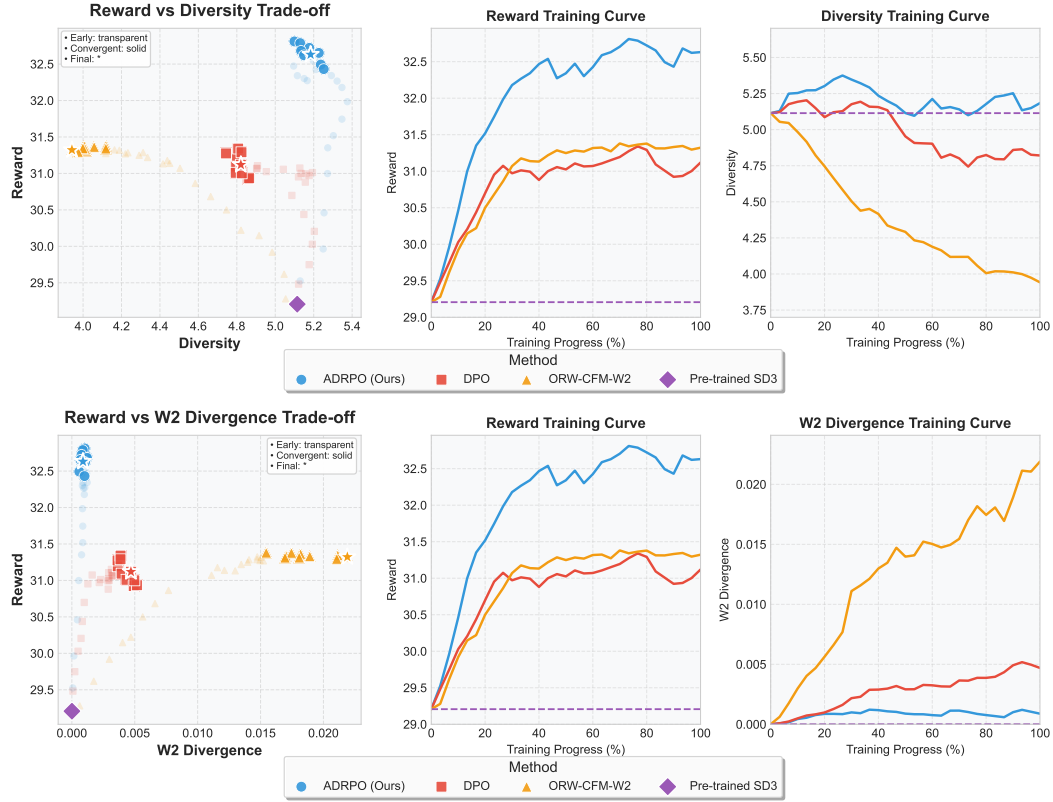 Reward vs Diversity Trade-off
• Early: transparent
• Convergent: solid
• Final: *
32.5
32.0
31.5
31.0
30.5
30.0
29.5
4.0 4.2 4.4 4.6 4.8 5.0 5.2 5.4
Reward
Diversity
Reward Training Curve
32.5
32.0
31.5
31.0
30.5
30.0
29.5
29.0
0 20 40 60 80 100
Reward
Training Progress (%)
Diversity Training Curve
5.50
5.25
5.00
4.75
4.50
4.25
4.00
3.75
0 20 40 60 80 100
Diversity
Training Progress (%)
Method
ADRPO (Ours) DPO ORW-CFM-W2 Pre-trained SD3
Reward vs W2 Divergence Trade-off
• Early: transparent
• Convergent: solid
• Final: *
32.5
32.0
31.5
31.0
30.5
30.0
29.5
0.000 0.005 0.010 0.015 0.020
Reward
W2 Divergence
Reward Training Curve
32.5
32.0
31.5
31.0
30.5
30.0
29.5
29.0
0 20 40 60 80 100
Reward
Training Progress (%)
W2 Divergence Training Curve
0.020
0.015
0.010
0.005
0.000
0 20 40 60 80 100
W2 Divergence
Training Progress (%)
Method
ADRPO (Ours) DPO ORW-CFM-W2 Pre-trained SD3